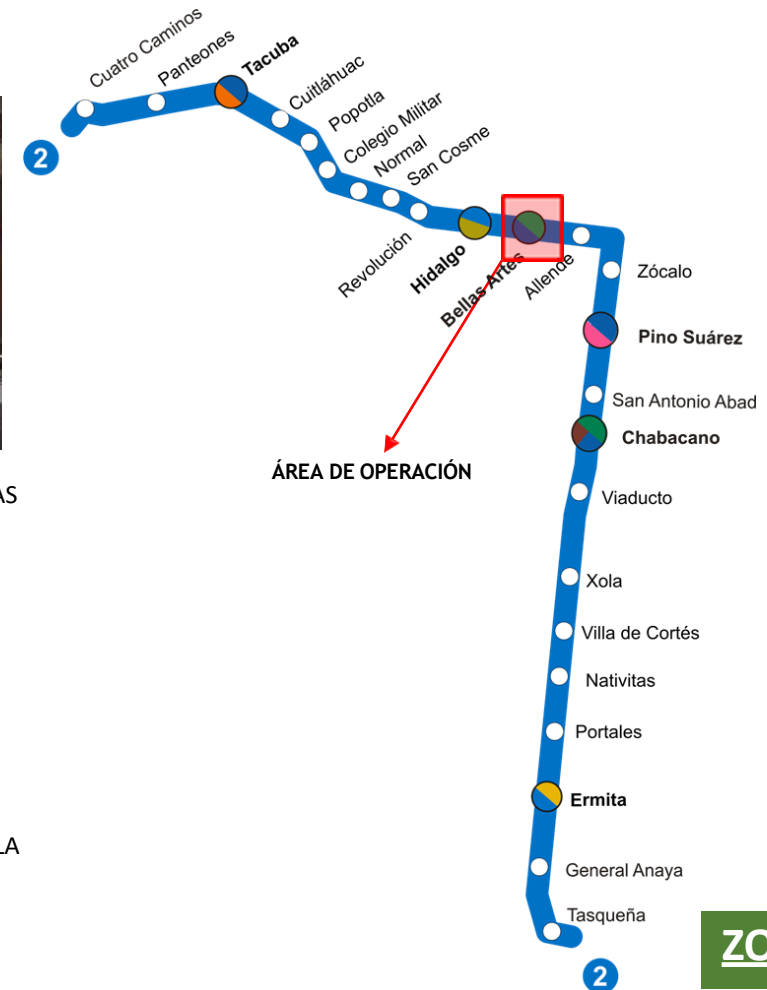 Cuatro Caminos
Panteones
Tacuba
Cuitláhuac
Popotla
Colegio Militar
Normal
San Cosme
2
Revolución
Hidalgo
Bellas Artes
Allende
Zócalo
Pino Suárez
San Antonio Abad
Chabacano
ÁREA DE OPERACIÓN
AS
Viaducto
Xola
Villa de Cortés
Nativitas
Portales
Ermita
LA
General Anaya
Tasqueña
ZO
2